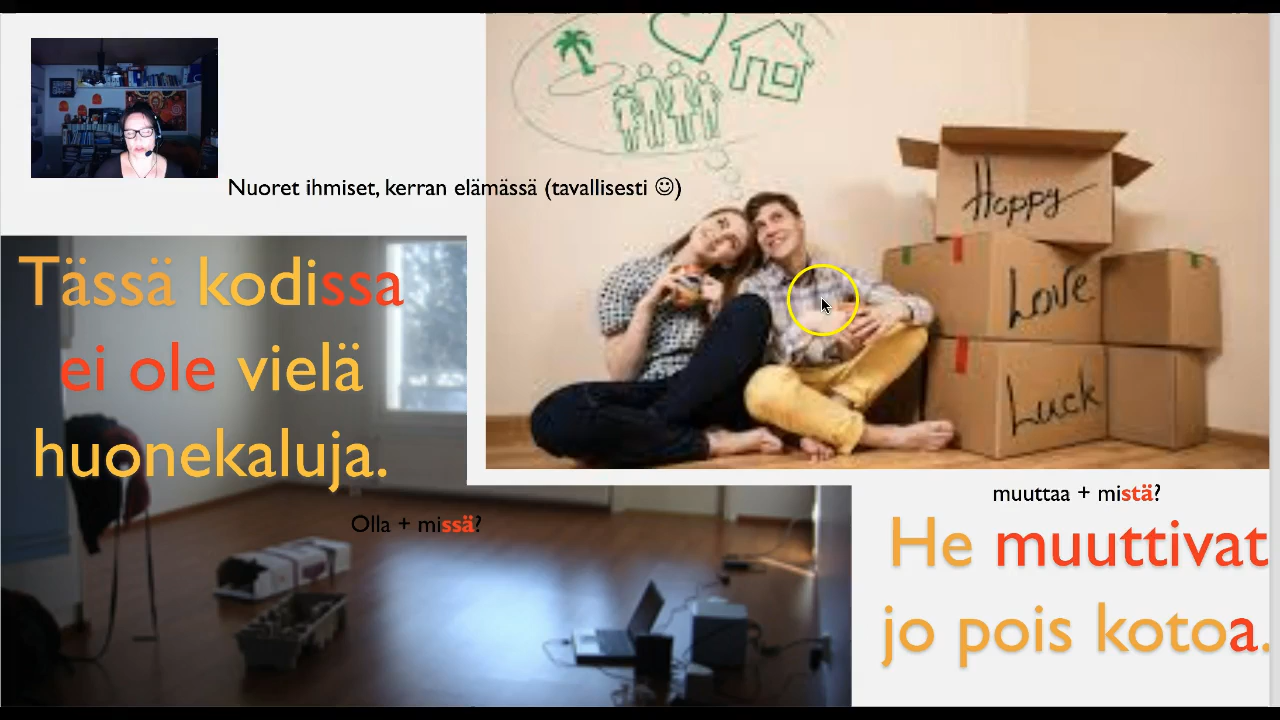 Nuoret ihmiset, kerran elämässä (tavallisesti ☺)
Tässä kodissa
ei ole vielä
huonekaluja.
Olla + missä?
Happy
Love
Luck
muuttaa + mistä?
He muuttivat
jo pois kotoa.